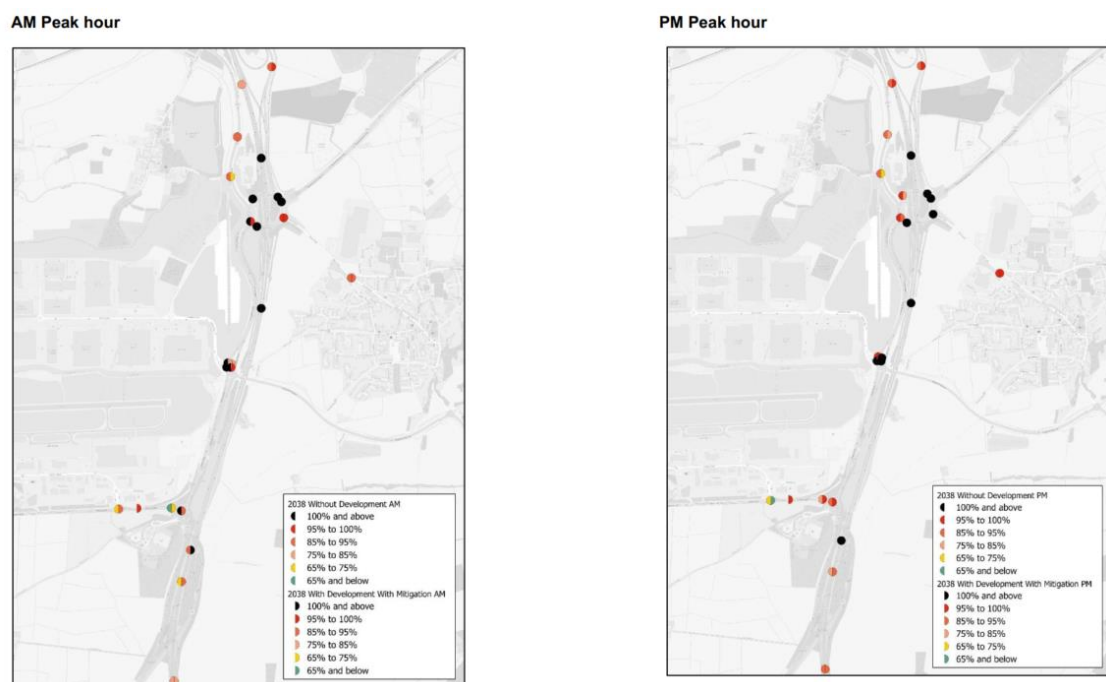 AM Peak hour
PM Peak hour
2038 Without Development AM
100% and above
95% to 100%
85% to 95%
75% to 85%
65% to 75%
65% and below
2038 With Development With Mitigation AM
100% and above
95% to 100%
85% to 95%
75% to 85%
65% to 75%
65% and below
2038 Without Development PM
100% and above
95% to 100%
85% to 95%
75% to 85%
65% to 75%
65% and below
2038 With Development With Mitigation PM
100% and above
95% to 100%
85% to 95%
75% to 85%
65% to 75%
65% and below